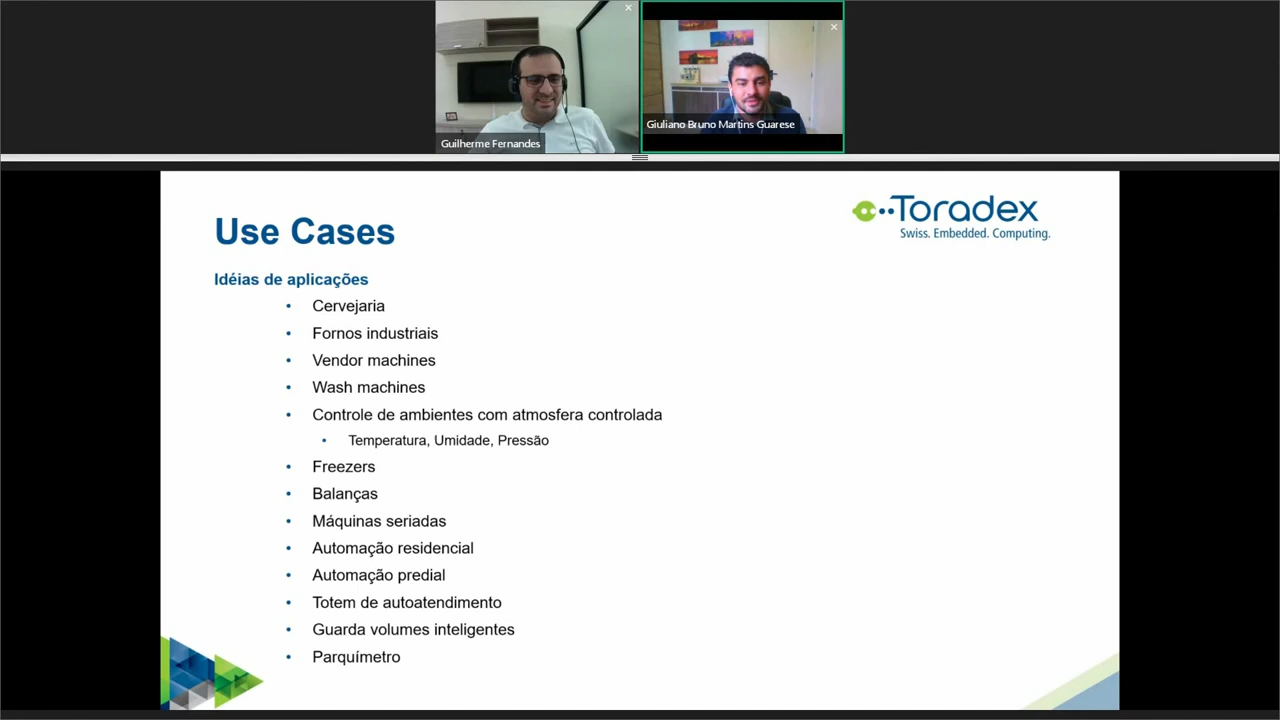 Guilherme Fernandes
Giuliano Bruno Martins Guarese
Toradex
Swiss. Embedded. Computing.
Use Cases
Idéias de aplicações
• Cervejaria
• Fornos industriais
• Vendor machines
• Wash machines
• Controle de ambientes com atmosfera controlada
• Temperatura, Umidade, Pressão
• Freezers
• Balanças
• Máquinas seriadas
• Automação residencial
• Automação predial
• Totem de autoatendimento
• Guarda volumes inteligentes
• Parquímetro